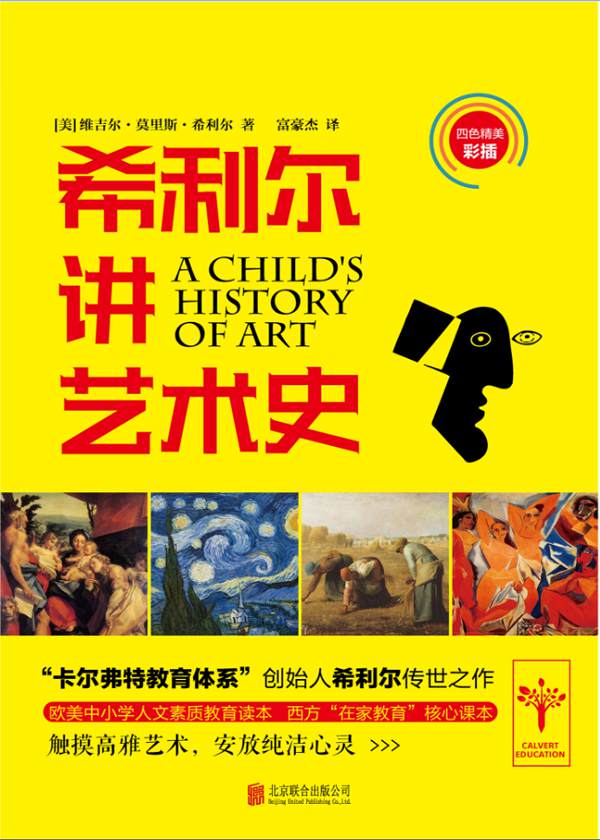 [美] 维吉尔·莫里斯·希利尔 著 富豪杰 译
四色精美
彩插
希利尔
讲
A CHILD'S
HISTORY
OF ART
艺术史
“卡尔弗特教育体系”创始人希利尔传世之作
欧美中小学人文素质教育读本 西方“在家教育”核心课本
触摸高雅艺术，安放纯洁心灵 >>>
CALVERT
EDUCATION
北京联合出版公司
Beijing United Publishing Co.,Ltd.